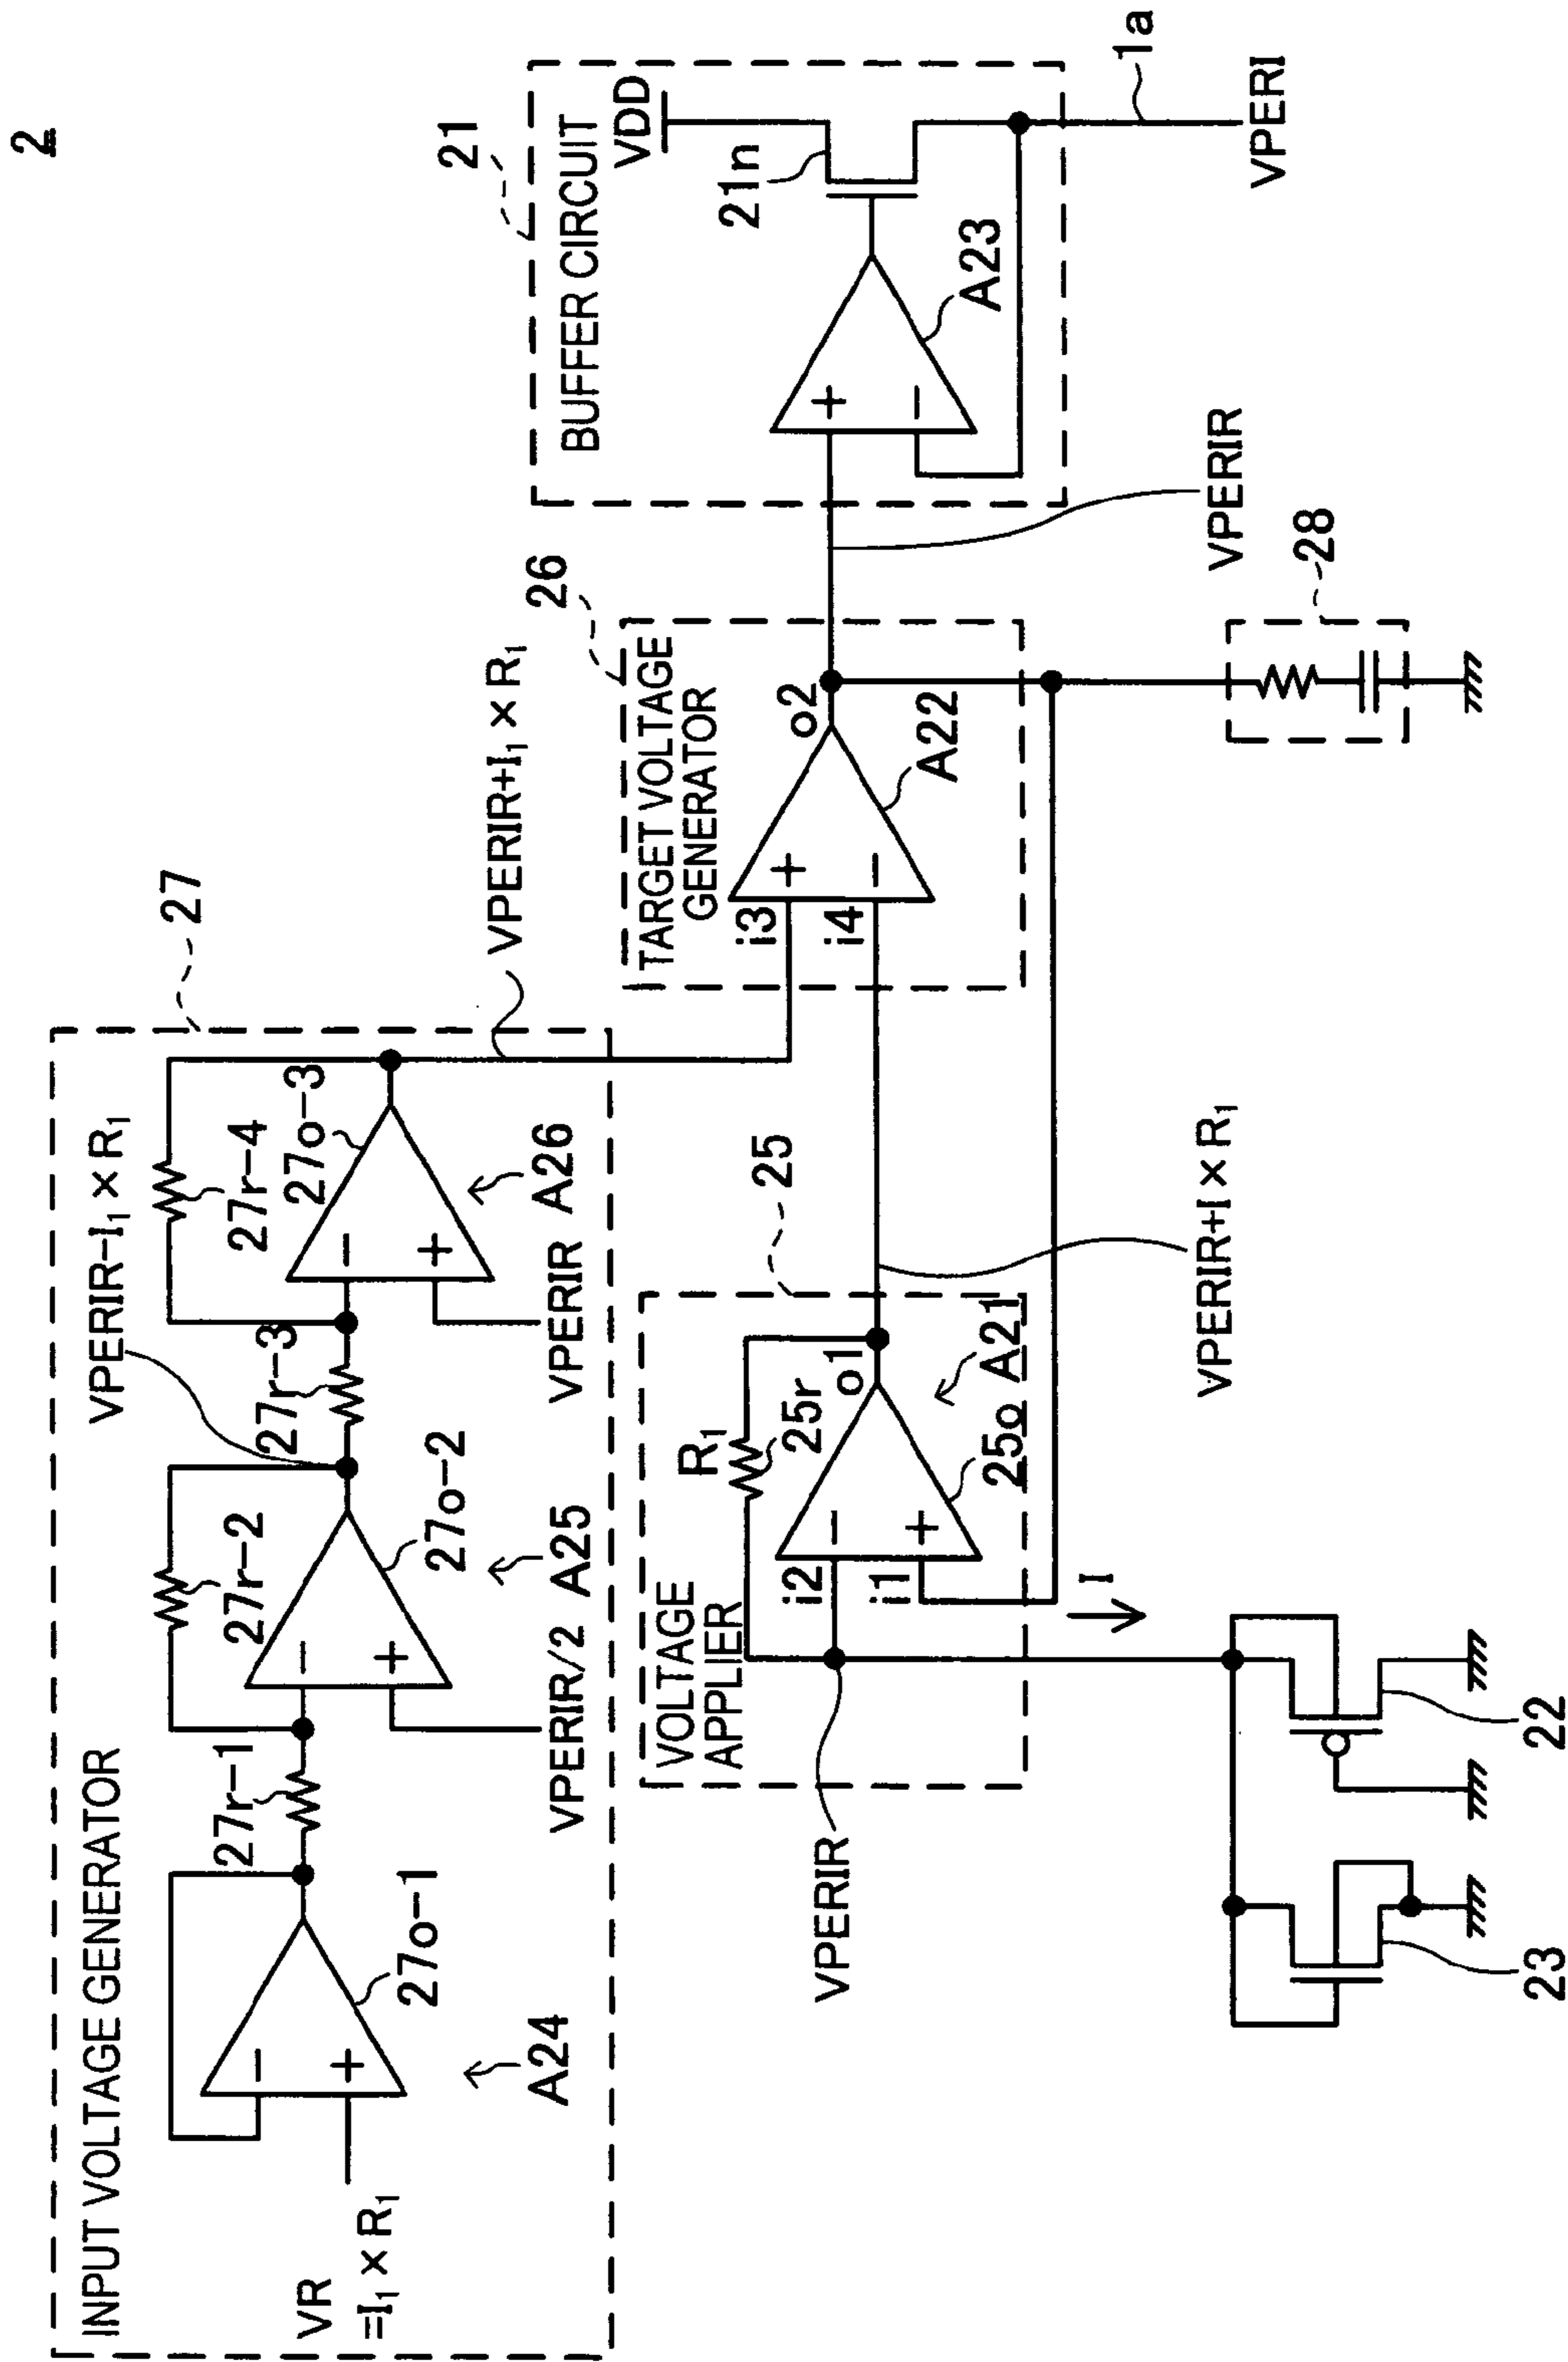 2
INPUT VOLTAGE GENERATOR
27
VR
=I₁×R₁
27o-1
A24
27r-1
27r-2
27o-2
VPERIR/2
A25
VPERIR-I₁×R₁
27r-3
27r-4
27o-3
VPERIR
A26
VPERIR+I₁×R₁
VOLTAGE
APPLIER
25
R₁
25r
i2
i1
o1
25o
A21
VPERIR
I
VPERIR+I×R₁
23
22
TARGET VOLTAGE
GENERATOR
26
i3
i4
o2
A22
28
VPERIR
BUFFER CIRCUIT
21
VDD
21n
A23
1a
VPERI
+
−
+
−
+
−
+
−
+
−
+
−